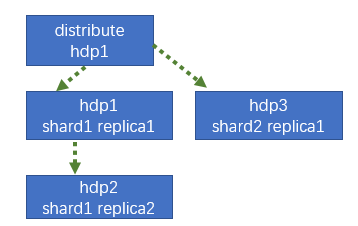 distribute
hdp1
hdp1
shard1 replica1
hdp3
shard2 replica1
hdp2
shard1 replica2